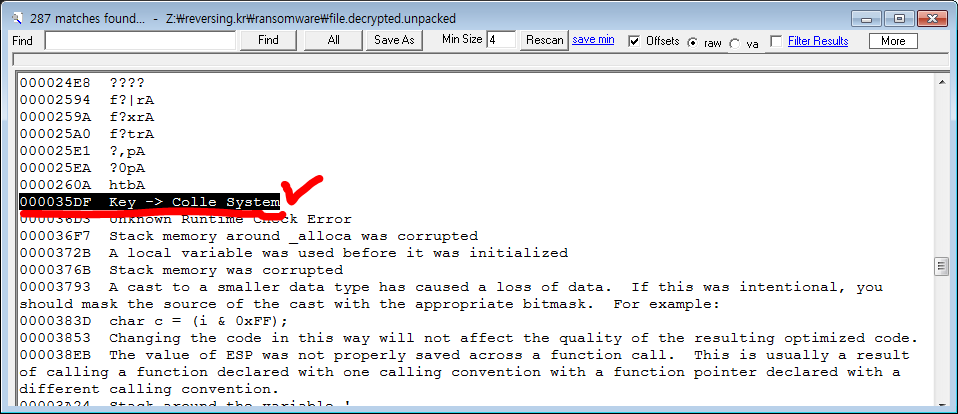 287 matches found... - Z:₩reversing.kr₩ransomware₩file.decrypted.unpacked
Find Find All Save As Min Size 4 Rescan save min Offsets raw va Filter Results More
000024E8 ????
00002594 f?|rA
0000259A f?xrA
000025A0 f?trA
000025E1 ?,pA
000025EA ?0pA
0000260A htbA
000035DF Key -> Colle System
000036D3 Unknown Runtime Check Error
000036F7 Stack memory around _alloca was corrupted
0000372B A local variable was used before it was initialized
0000376B Stack memory was corrupted
00003793 A cast to a smaller data type has caused a loss of data. If this was intentional, you
should mask the source of the cast with the appropriate bitmask. For example:
0000383D char c = (i & 0xFF);
00003853 Changing the code in this way will not affect the quality of the resulting optimized code.
000038EB The value of ESP was not properly saved across a function call. This is usually a result
of calling a function declared with one calling convention with a function pointer declared with a
different calling convention.
00003A24 Stack around the variable '